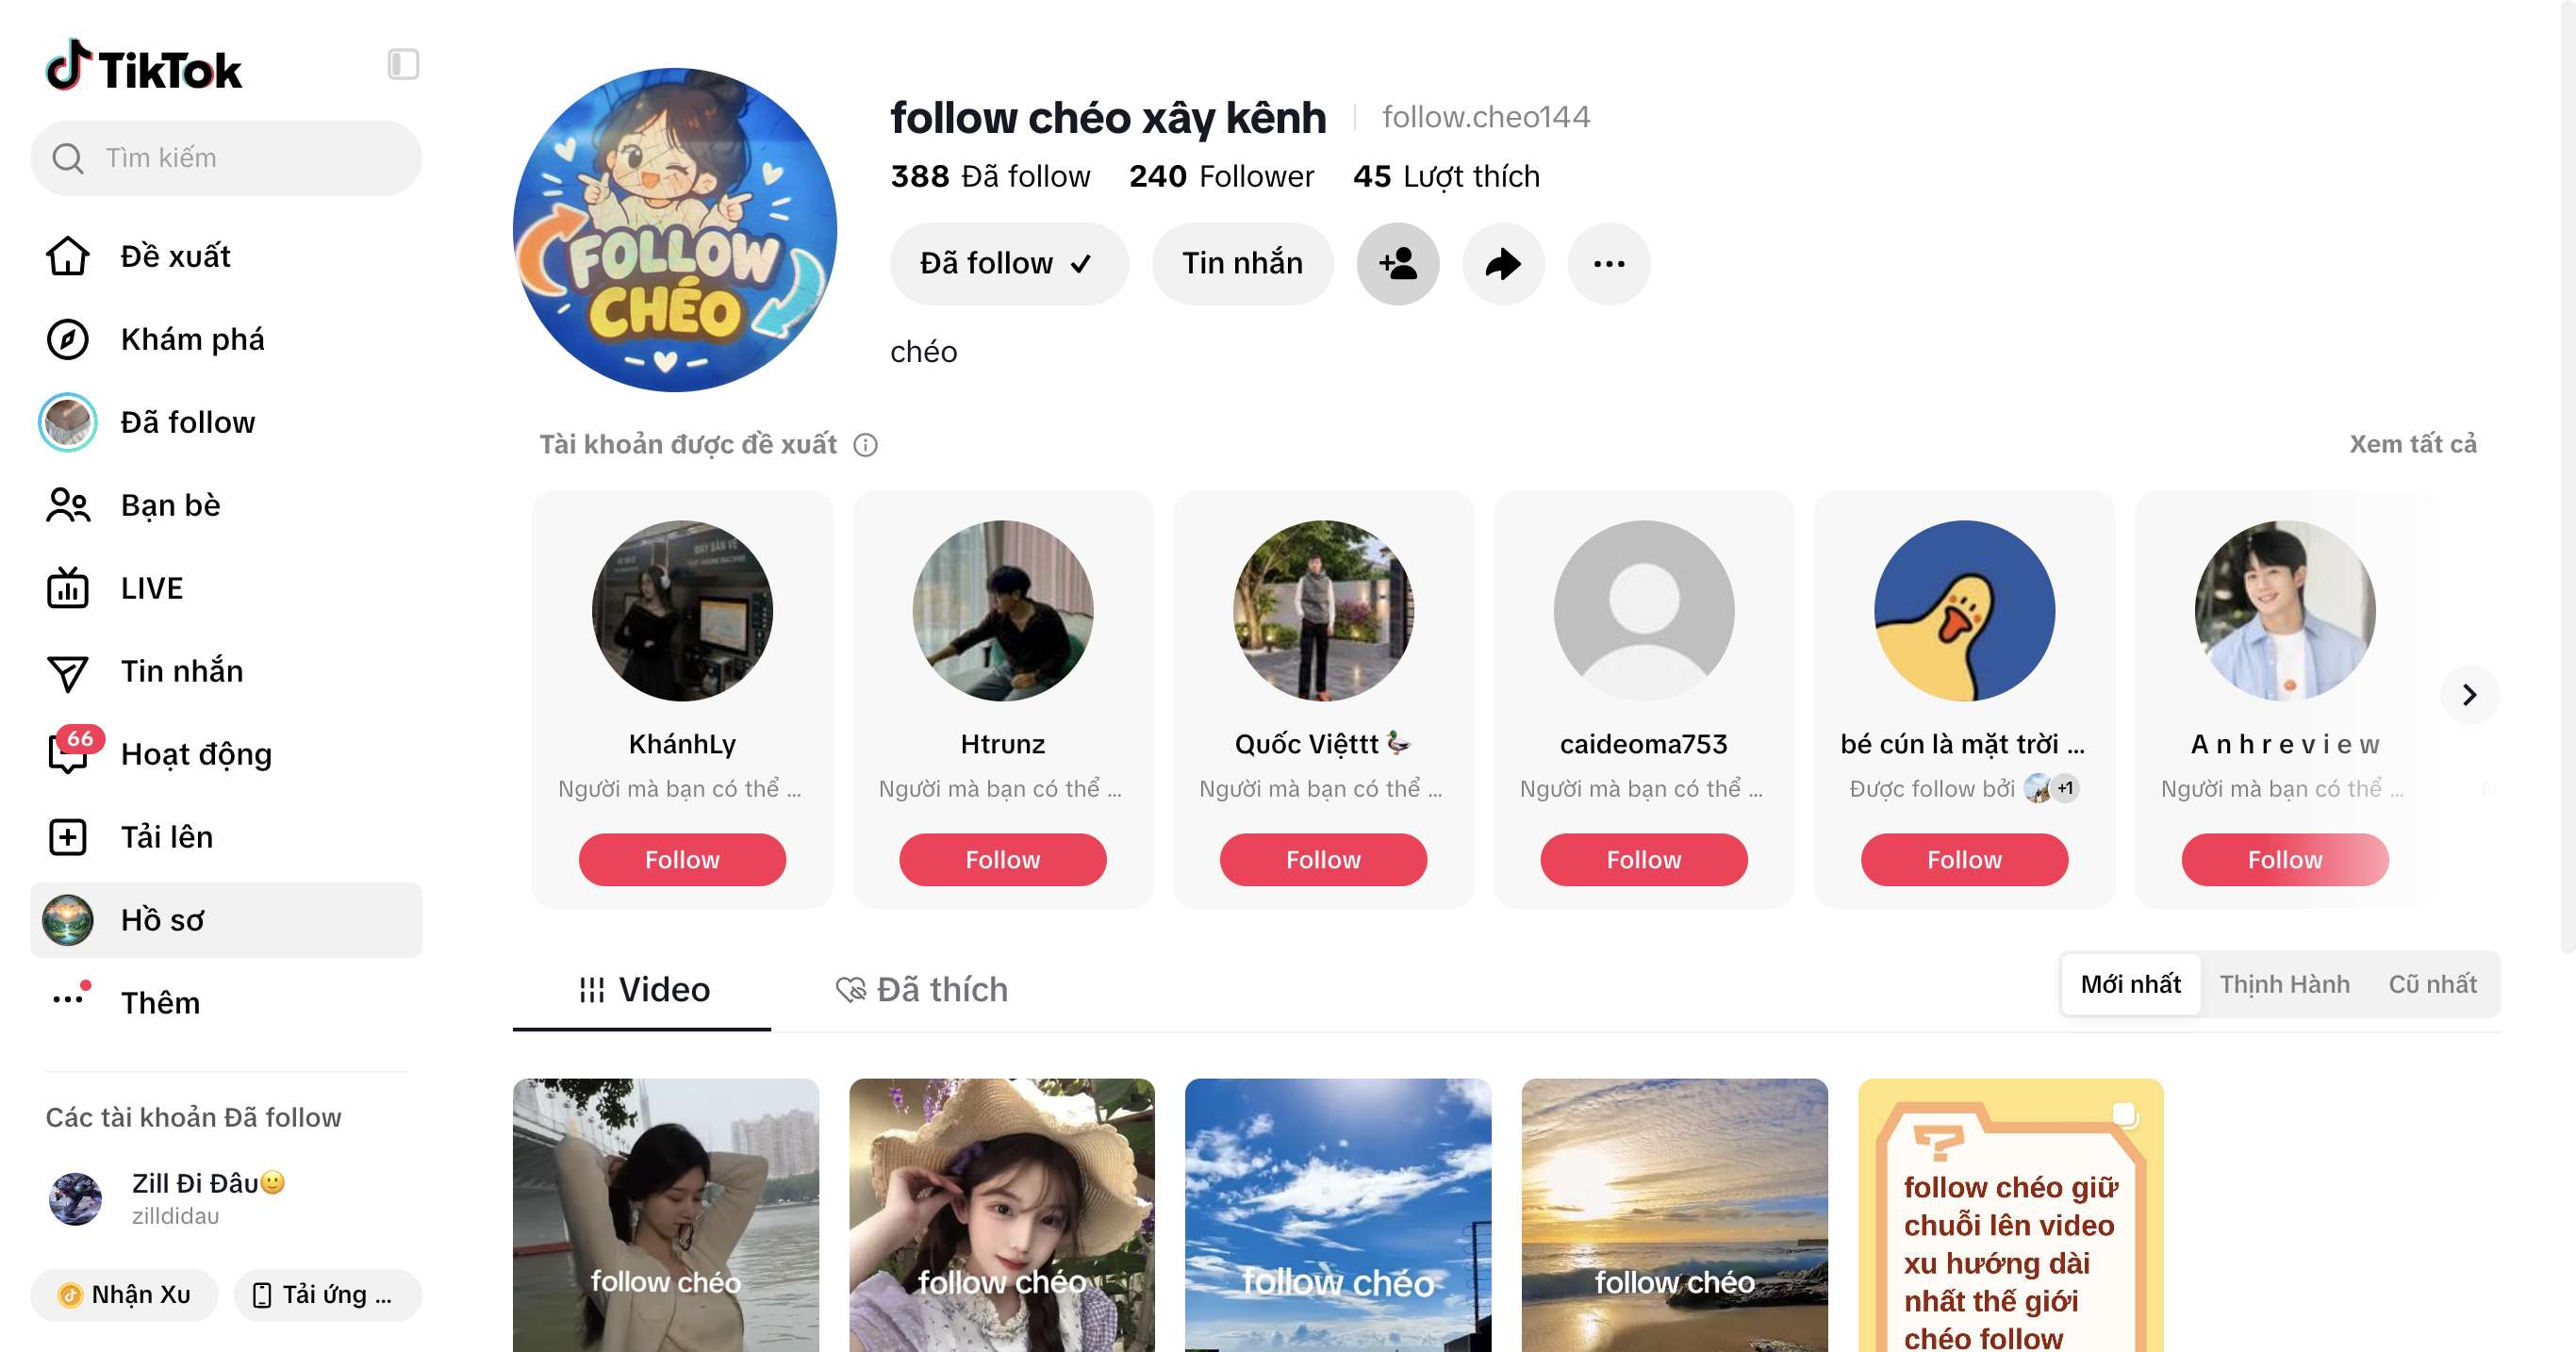 TikTok
Tìm kiếm
Đề xuất
Khám phá
Đã follow
Bạn bè
LIVE
Tin nhắn
66
Hoạt động
Tải lên
Hồ sơ
Thêm
Các tài khoản Đã follow
Zill Đi Đâu🙂
zilldidau
Nhận Xu
Tải ứng ...
FOLLOW
CHÉO
follow chéo xây kênh
follow.cheo144
388 Đã follow 240 Follower 45 Lượt thích
Đã follow
Tin nhắn
chéo
Tài khoản được đề xuất
Xem tất cả
KhánhLy
Người mà bạn có thể ...
Follow
Htrunz
Người mà bạn có thể ...
Follow
Quốc Việttt🦆
Người mà bạn có thể ...
Follow
caideoma753
Người mà bạn có thể ...
Follow
bé cún là mặt trời ...
Được follow bởi +1
Follow
A n h r e v i e w
Người mà bạn có thể ...
Follow
Video
Đã thích
Mới nhất
Thịnh Hành
Cũ nhất
follow chéo
follow chéo
follow chéo
follow chéo
?
follow chéo giữ
chuỗi lên video
xu hướng dài
nhất thế giới
chéo follow